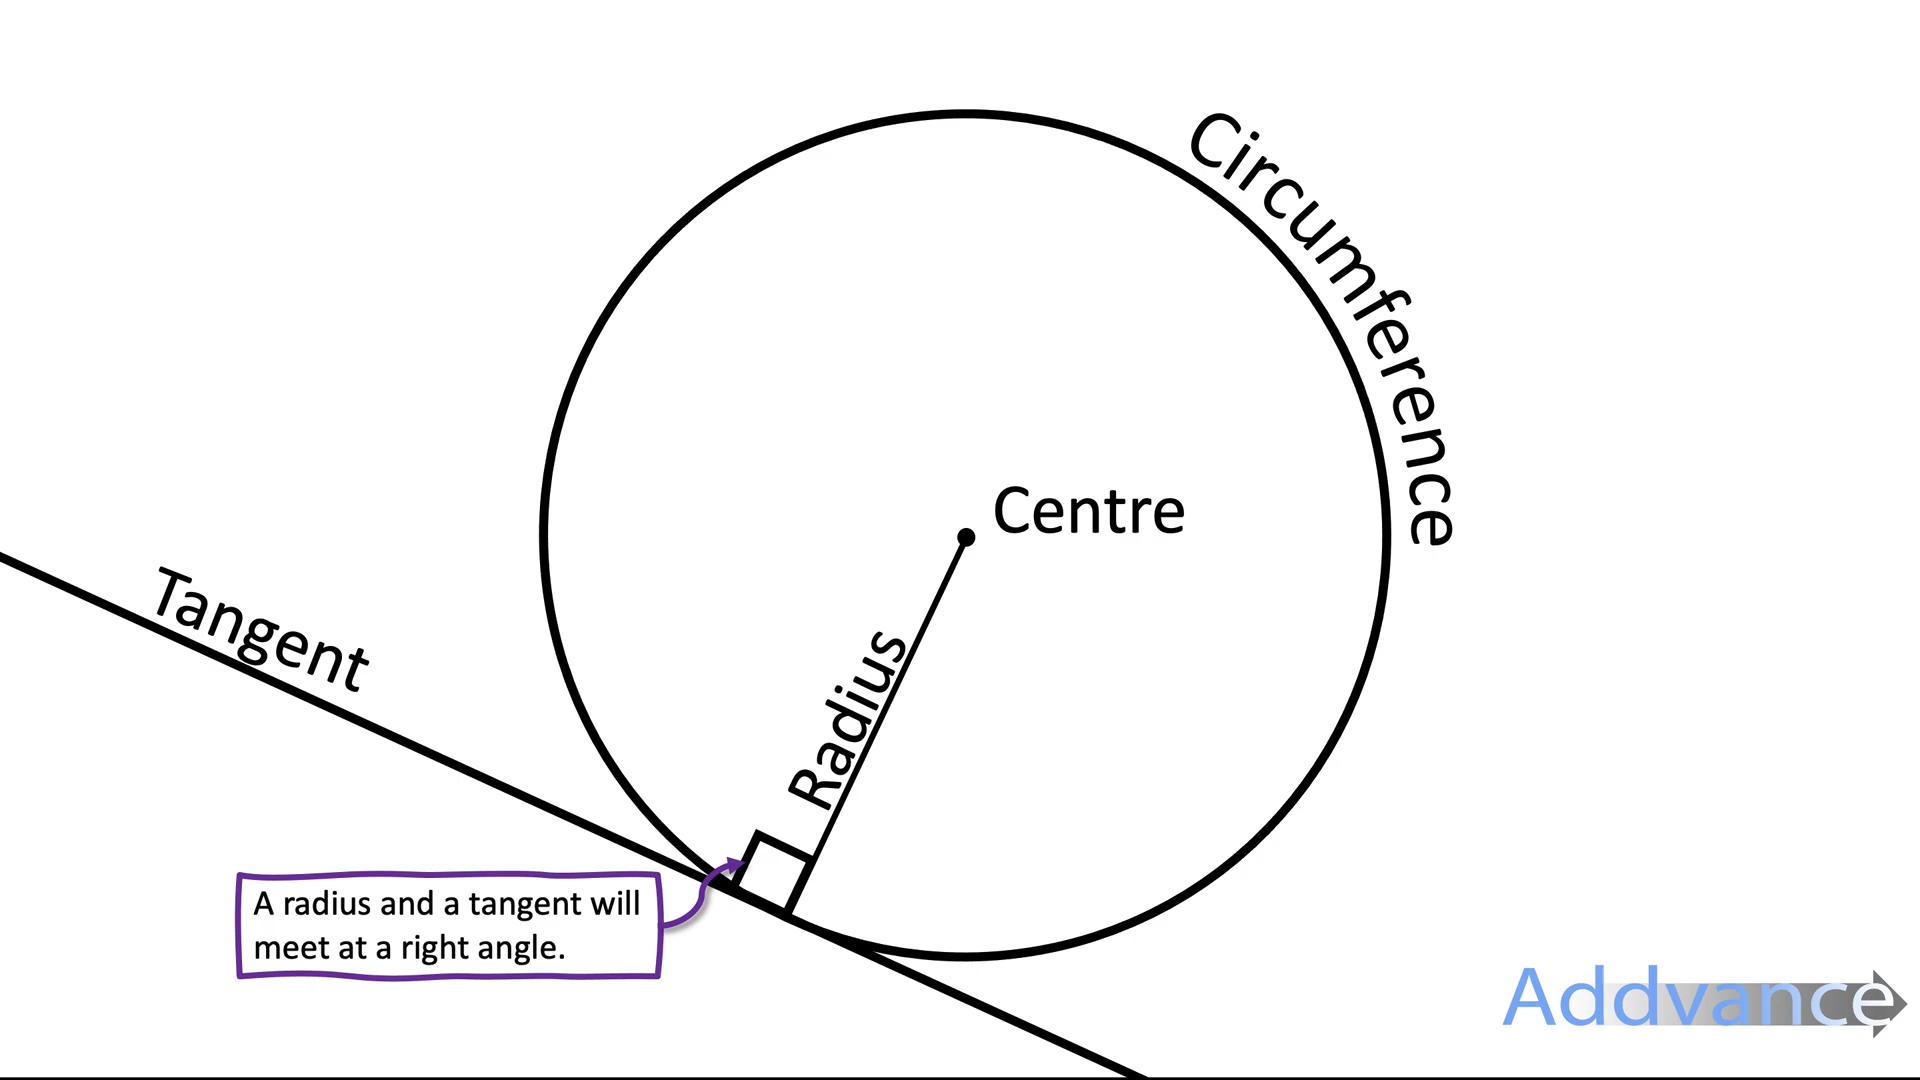 Circumference
Centre
Tangent
Radius
A radius and a tangent will
meet at a right angle.
Addvance